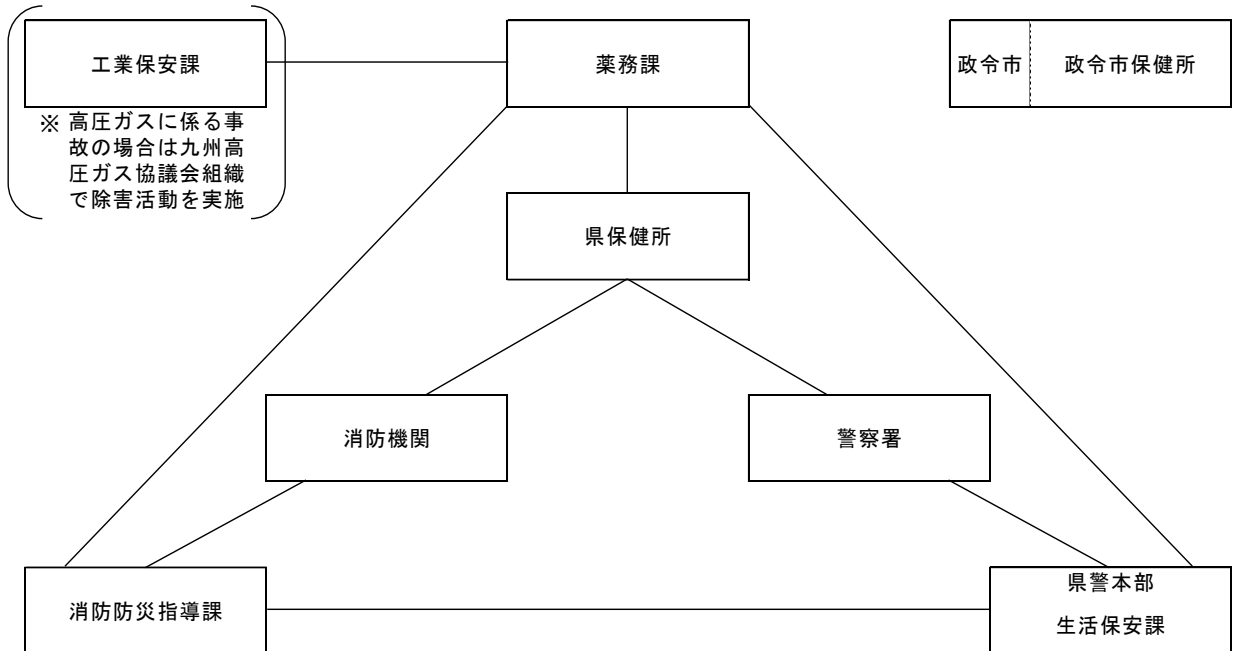 工業保安課
薬務課
政令市 政令市保健所
※ 高圧ガスに係る事
故の場合は九州高
圧ガス協議会組織
で除害活動を実施
県保健所
消防機関
警察署
消防防災指導課
県警本部
生活保安課